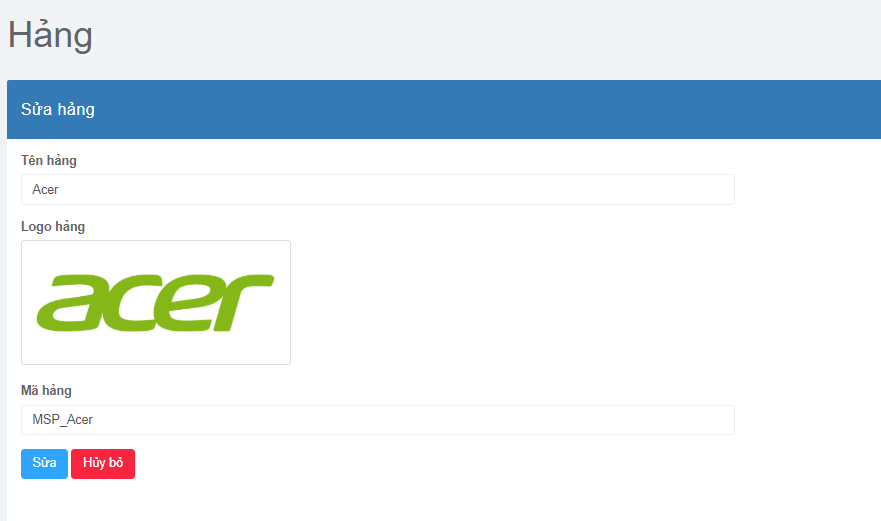 Hảng
Sửa hảng
Tên hảng
Acer
Logo hảng
acer
Mã hảng
MSP_Acer
Sửa Hủy bỏ